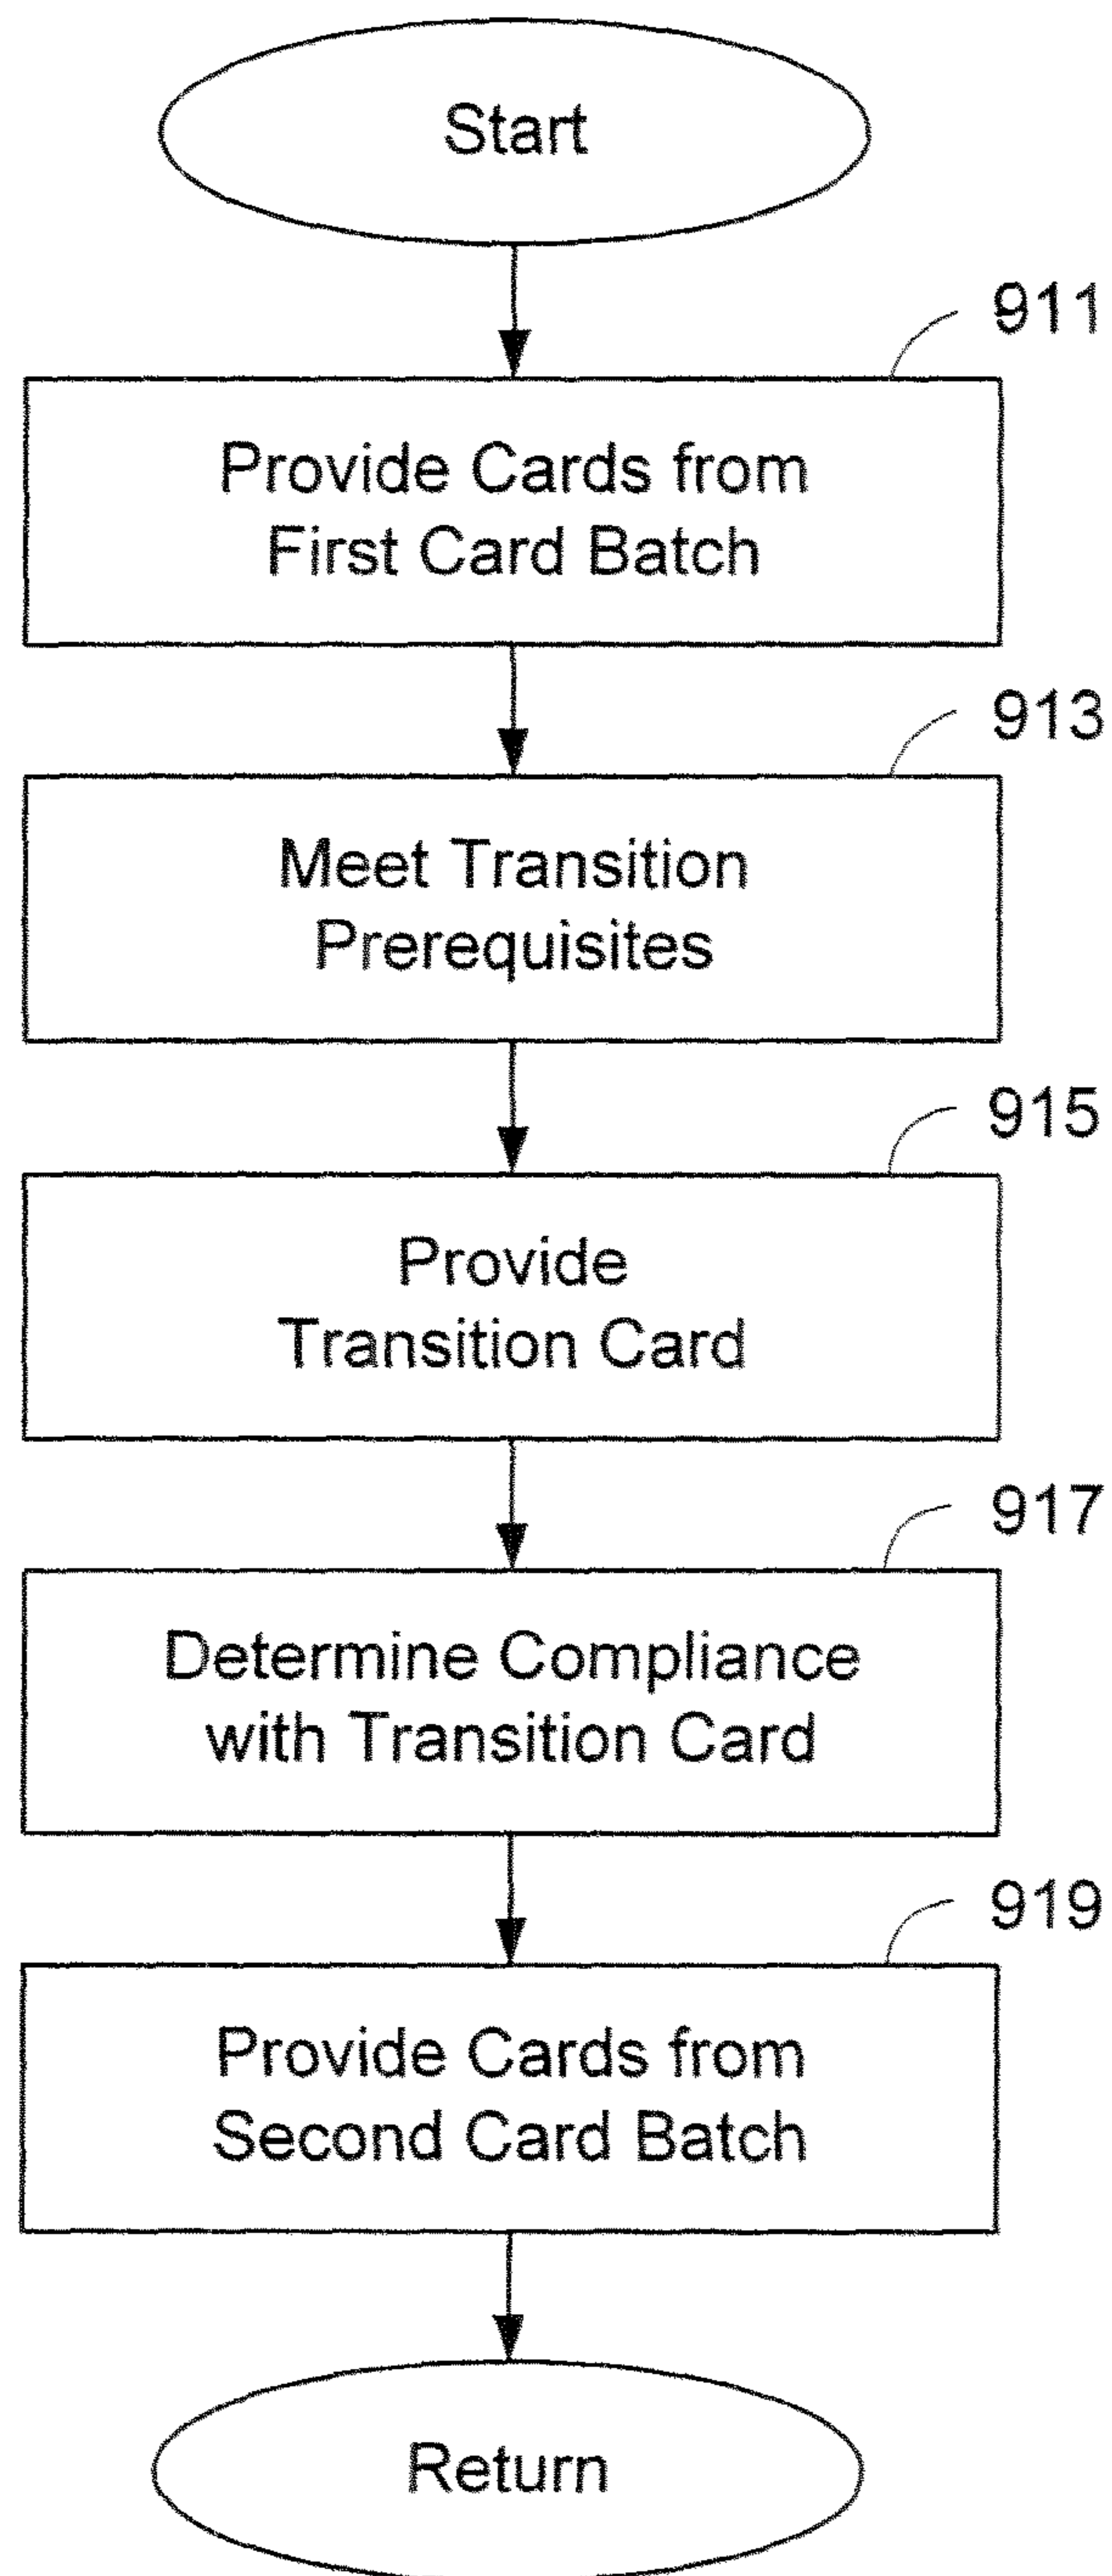 Start
911
Provide Cards from
First Card Batch
913
Meet Transition
Prerequisites
915
Provide
Transition Card
917
Determine Compliance
with Transition Card
919
Provide Cards from
Second Card Batch
Return